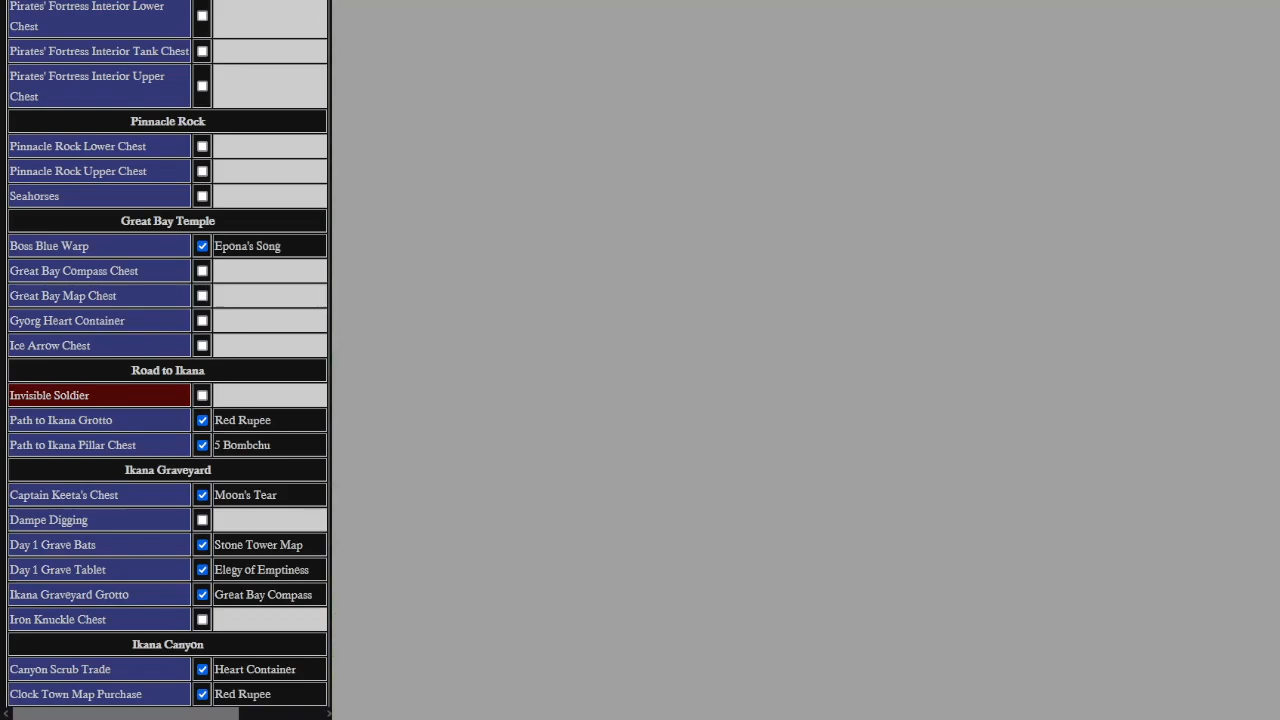 Pirates' Fortress Interior Lower
Chest
Pirates' Fortress Interior Tank Chest
Pirates' Fortress Interior Upper
Chest
Pinnacle Rock
Pinnacle Rock Lower Chest
Pinnacle Rock Upper Chest
Seahorses
Great Bay Temple
Boss Blue Warp Epona's Song
Great Bay Compass Chest
Great Bay Map Chest
Gyorg Heart Container
Ice Arrow Chest
Road to Ikana
Invisible Soldier
Path to Ikana Grotto Red Rupee
Path to Ikana Pillar Chest 5 Bombchu
Ikana Graveyard
Captain Keeta's Chest Moon's Tear
Dampe Digging
Day 1 Grave Bats Stone Tower Map
Day 1 Grave Tablet Elegy of Emptiness
Ikana Graveyard Grotto Great Bay Compass
Iron Knuckle Chest
Ikana Canyon
Canyon Scrub Trade Heart Container
Clock Town Map Purchase Red Rupee